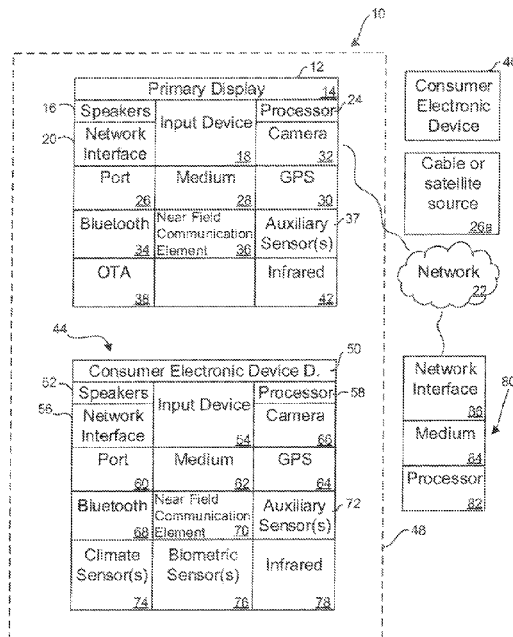 10
12
Primary Display
14
16
Speakers
Processor
24
20
Network
Interface
Input Device
18
Camera
32
Port
26
Medium
28
GPS
30
Bluetooth
34
Near Field
Communication
Element 36
Auxiliary
Sensor(s)
37
OTA
38
Infrared
42
Consumer
Electronic
Device
Cable or
satellite
source
26a
Network
22
44
50
Consumer Electronic Device D.
52
Speakers
Processor
58
56
Network
Interface
Input Device
54
Camera
66
Port
60
Medium
62
GPS
64
Bluetooth
68
Near Field
Communication
Element 70
Auxiliary
Sensor(s)
72
Climate
Sensor(s)
74
Biometric
Sensor(s)
76
Infrared
78
Network
Interface
86
Medium
84
Processor
82
80
48